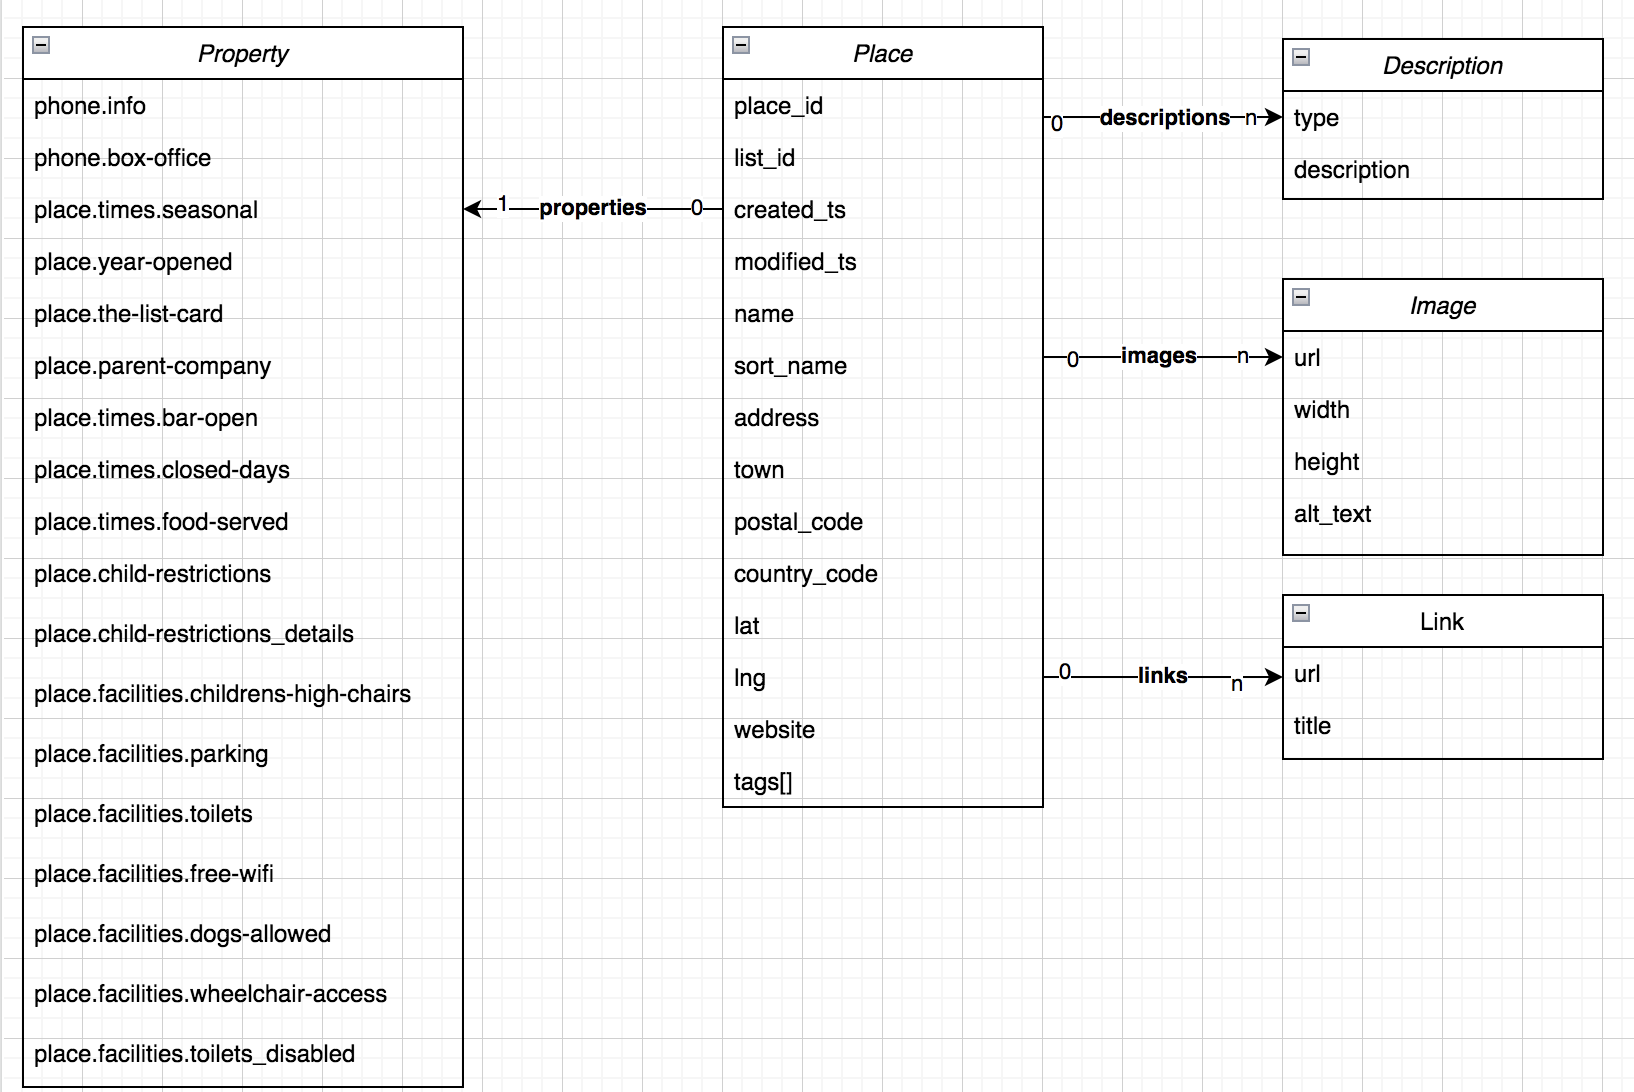 Property
phone.info
phone.box-office
place.times.seasonal
place.year-opened
place.the-list-card
place.parent-company
place.times.bar-open
place.times.closed-days
place.times.food-served
place.child-restrictions
place.child-restrictions_details
place.facilities.childrens-high-chairs
place.facilities.parking
place.facilities.toilets
place.facilities.free-wifi
place.facilities.dogs-allowed
place.facilities.wheelchair-access
place.facilities.toilets_disabled
1 properties 0
Place
place_id
list_id
created_ts
modified_ts
name
sort_name
address
town
postal_code
country_code
lat
lng
website
tags[]
0 descriptions n
Description
type
description
0 images n
Image
url
width
height
alt_text
0 links n
Link
url
title